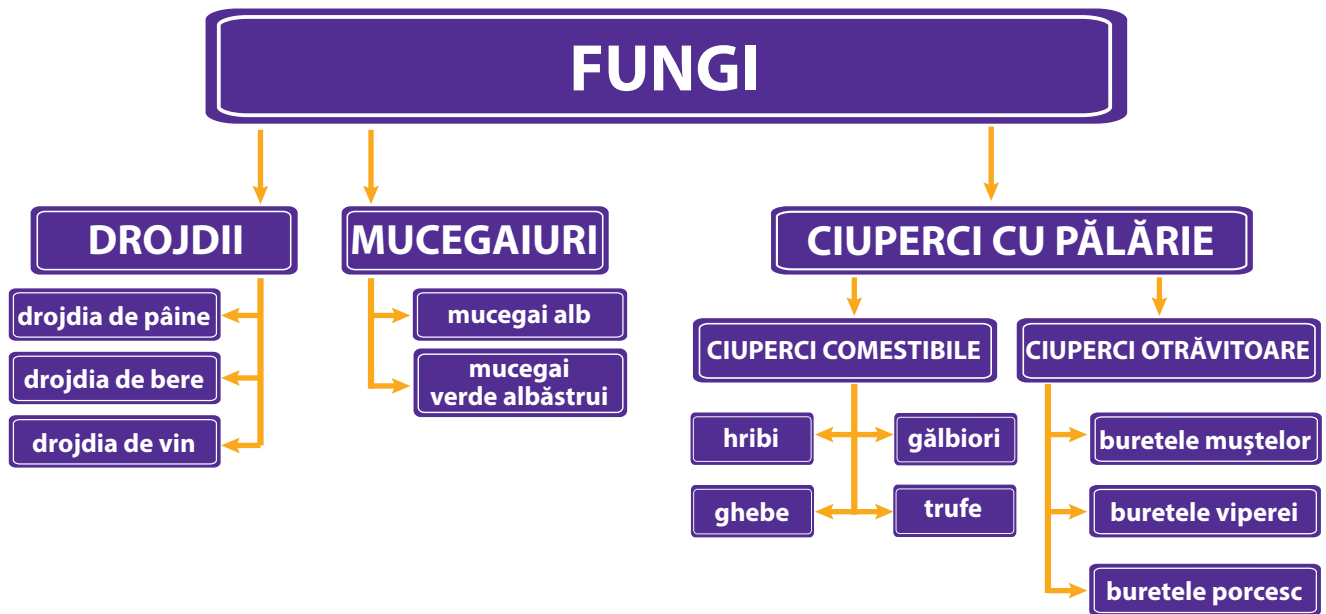 FUNGI
DROJDII
drojdia de pâine
drojdia de bere
drojdia de vin
MUCEGAIURI
mucegai alb
mucegai
verde albăstrui
CIUPERCI CU PĂLĂRIE
CIUPERCI COMESTIBILE
hribi
gălbiori
ghebe
trufe
CIUPERCI OTRĂVITOARE
buretele muștelor
buretele viperei
buretele porcesc